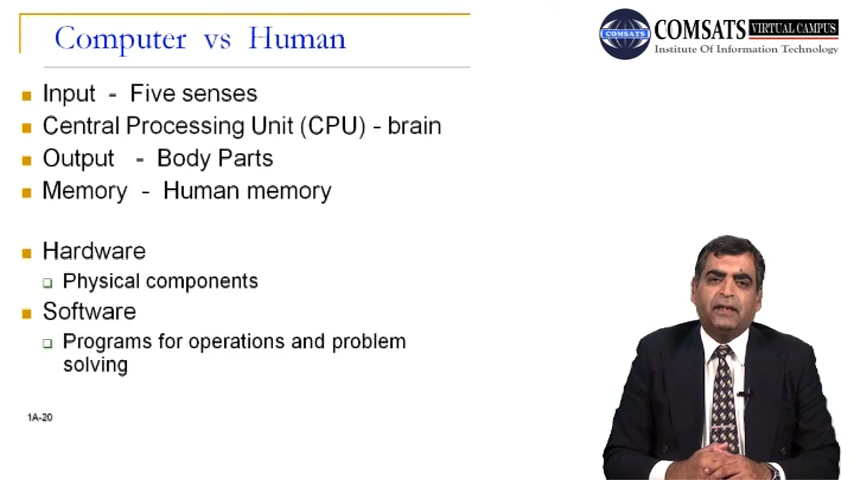 Computer vs Human
COMSATS VIRTUAL CAMPUS
Institute Of Information Technology
COMSATS
Input - Five senses
Central Processing Unit (CPU) - brain
Output - Body Parts
Memory - Human memory
Hardware
Physical components
Software
Programs for operations and problem
solving
1A-20